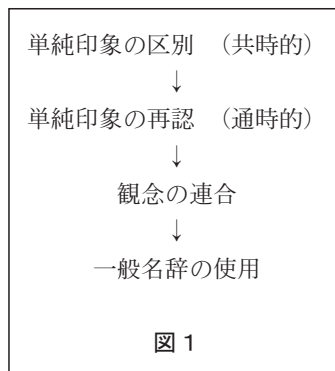 単純印象の区別 （共時的）
↓
単純印象の再認 （通時的）
↓
観念の連合
↓
一般名辞の使用
図 1